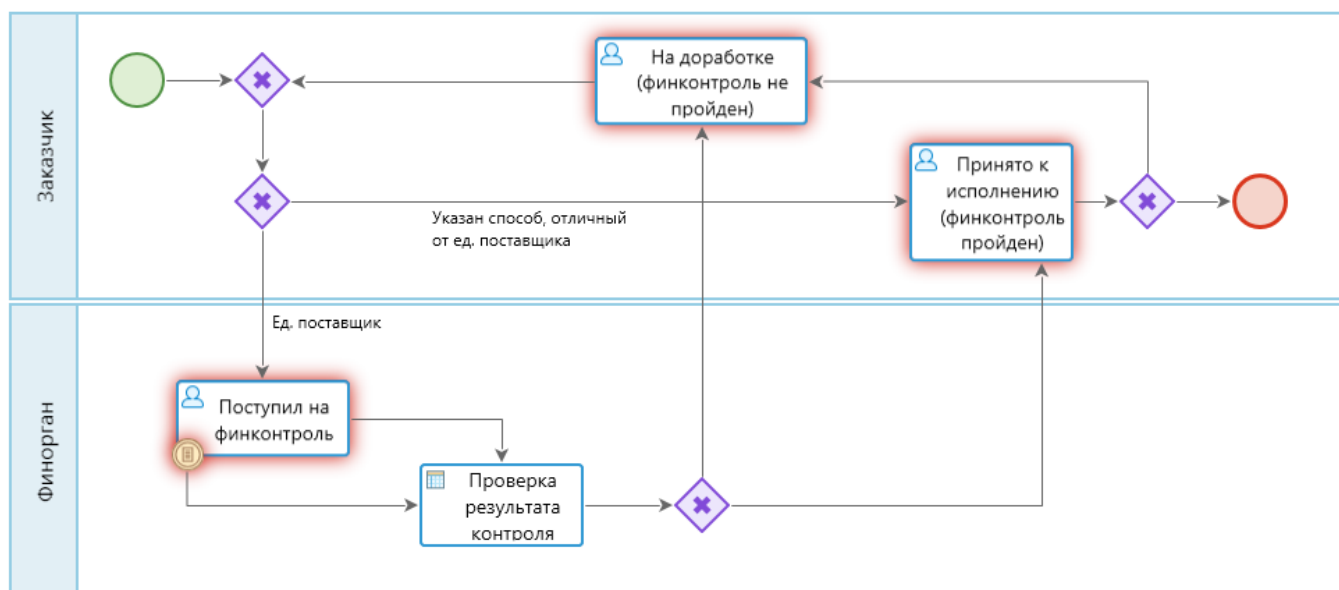 Заказчик
На доработке
(финконтроль не
пройден)
Принято к
исполнению
(финконтроль
пройден)
Указан способ, отличный
от ед. поставщика
Финорган
Ед. поставщик
Поступил на
финконтроль
Проверка
результата
контроля